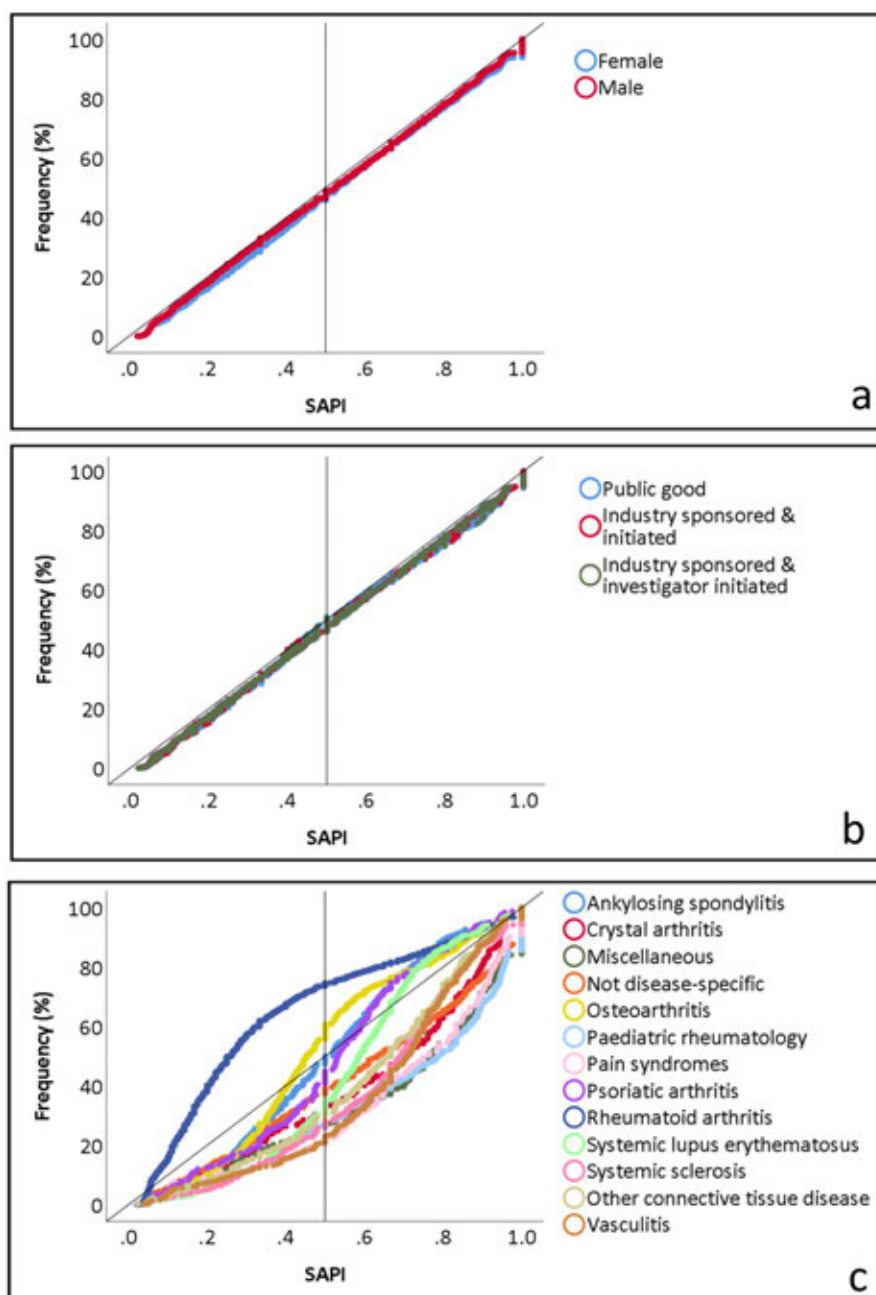 100
80
60
40
20
0
Frequency (%)
.0 .2 .4 .6 .8 1.0
SAPI
Female
Male
a
100
80
60
40
20
0
Frequency (%)
.0 .2 .4 .6 .8 1.0
SAPI
Public good
Industry sponsored &
initiated
Industry sponsored &
investigator initiated
b
100
80
60
40
20
0
Frequency (%)
.0 .2 .4 .6 .8 1.0
SAPI
Ankylosing spondylitis
Crystal arthritis
Miscellaneous
Not disease-specific
Osteoarthritis
Paediatric rheumatology
Pain syndromes
Psoriatic arthritis
Rheumatoid arthritis
Systemic lupus erythematosus
Systemic sclerosis
Other connective tissue disease
Vasculitis
c